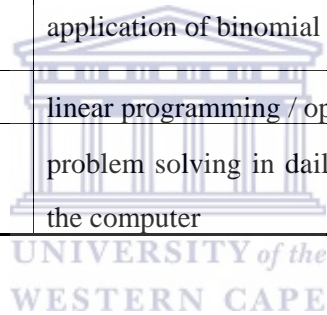 application of binomial
linear programming / op
problem solving in dail
the computer
UNIVERSITY of the
WESTERN CAPE